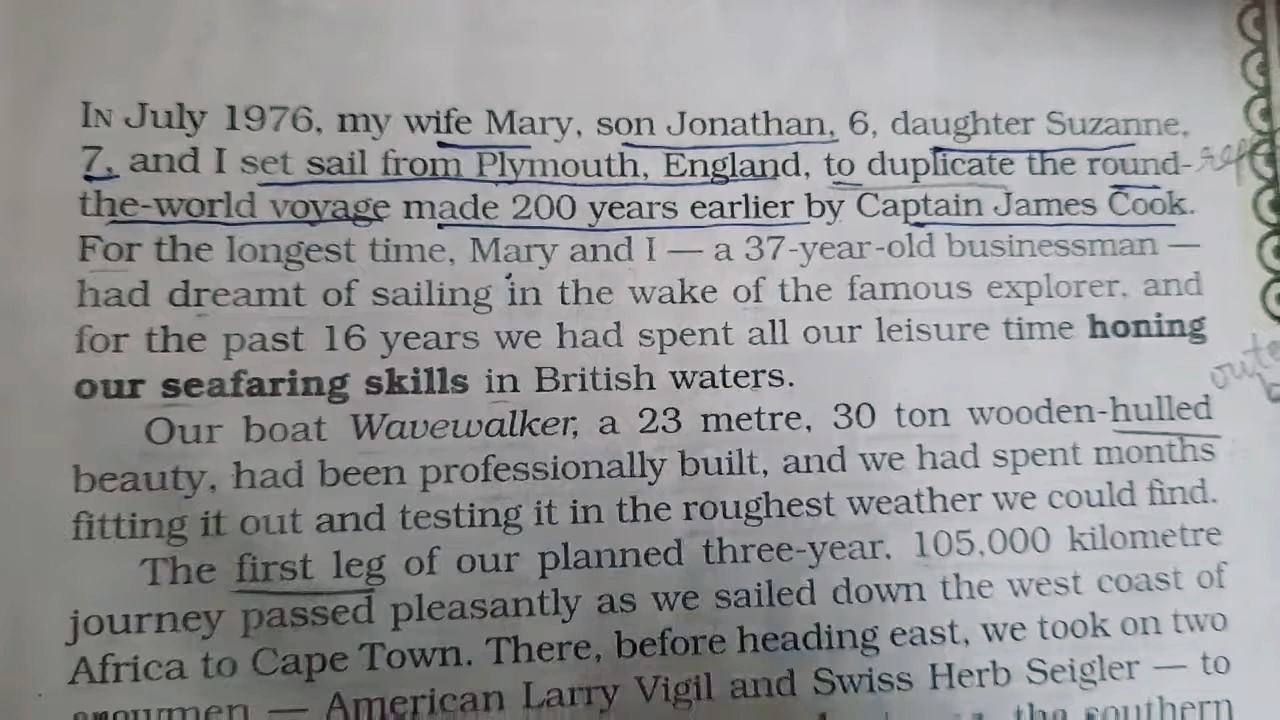 IN July 1976, my wife Mary, son Jonathan, 6, daughter Suzanne,
7, and I set sail from Plymouth, England, to duplicate the round-
the-world voyage made 200 years earlier by Captain James Cook.
For the longest time, Mary and I — a 37-year-old businessman —
had dreamt of sailing in the wake of the famous explorer, and
for the past 16 years we had spent all our leisure time honing
our seafaring skills in British waters.
Our boat Wavewalker, a 23 metre, 30 ton wooden-hulled
beauty, had been professionally built, and we had spent months
fitting it out and testing it in the roughest weather we could find.
The first leg of our planned three-year, 105,000 kilometre
journey passed pleasantly as we sailed down the west coast of
Africa to Cape Town. There, before heading east, we took on two
— American Larry Vigil and Swiss Herb Seigler — to
the southern